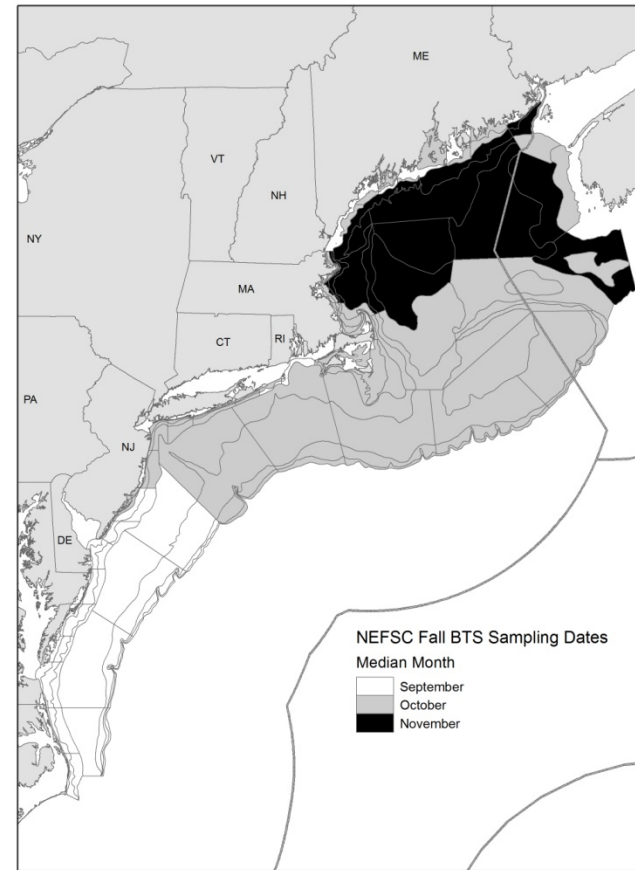 ME
VT
NH
NY
MA
CT
RI
PA
NJ
DE
NEFSC Fall BTS Sampling Dates
Median Month
September
October
November